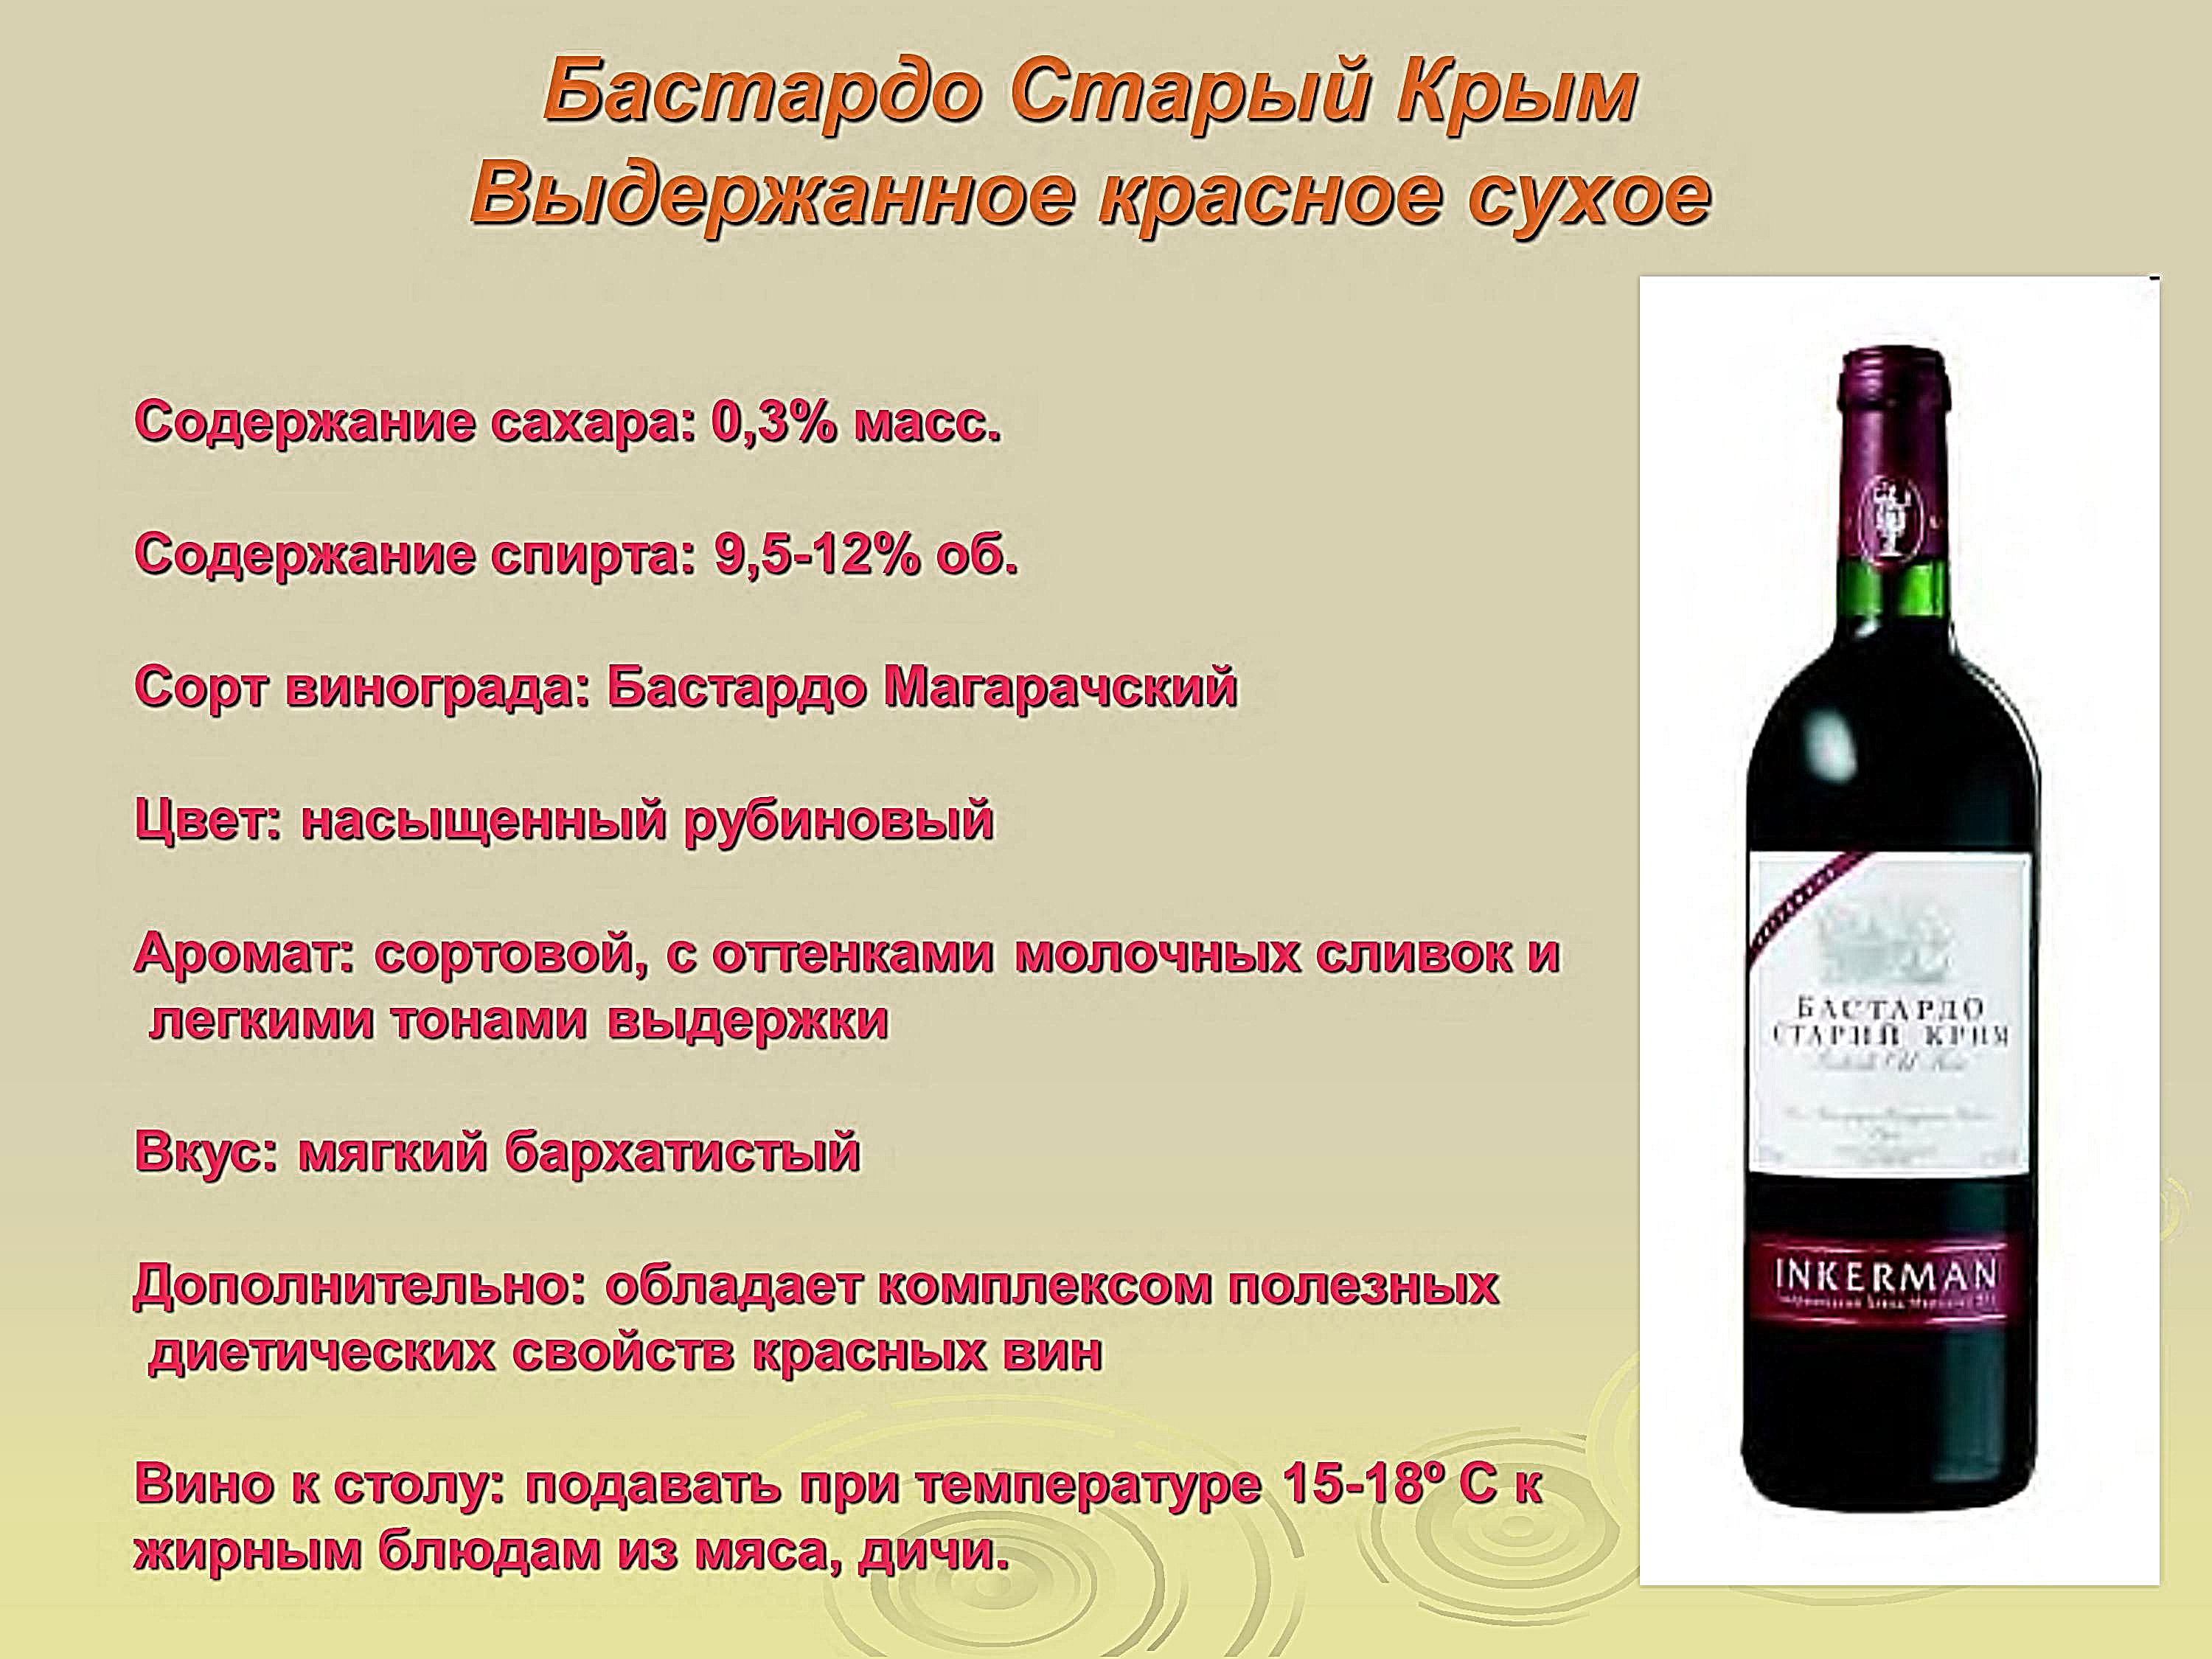 Бастардо Старый Крым
Выдержанное красное сухое
Содержание сахара: 0,3% масс.
Содержание спирта: 9,5-12% об.
Сорт винограда: Бастардо Магарачский
Цвет: насыщенный рубиновый
Аромат: сортовой, с оттенками молочных сливок и
легкими тонами выдержки
Вкус: мягкий бархатистый
Дополнительно: обладает комплексом полезных
диетических свойств красных вин
Вино к столу: подавать при температуре 15-18º С к
жирным блюдам из мяса, дичи.
БАСТАРДО
СТАРИЙ КРИМ
INKERMAN